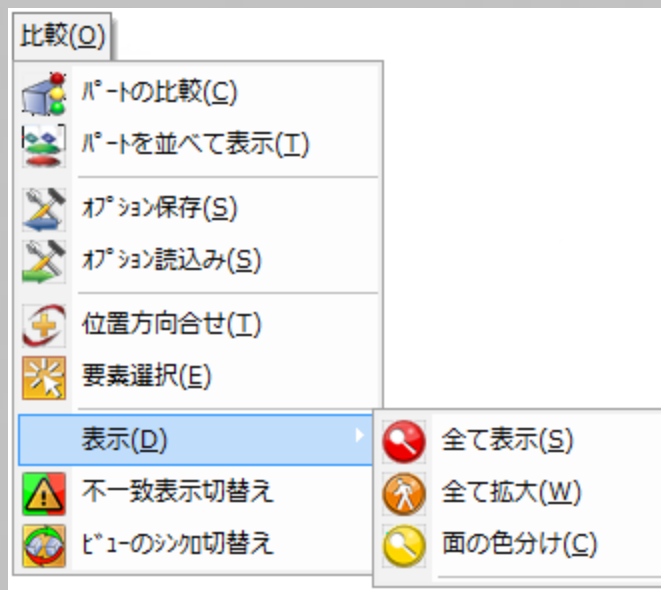 比較(O)
ﾊﾟｰﾄの比較(C)
ﾊﾟｰﾄを並べて表示(T)
ｵﾌﾟｼｮﾝ保存(S)
ｵﾌﾟｼｮﾝ読込み(S)
位置方向合せ(T)
要素選択(E)
表示(D)
全て表示(S)
全て拡大(W)
面の色分け(C)
不一致表示切替え
ﾋﾞｭｰのｼﾝｸﾛ切替え